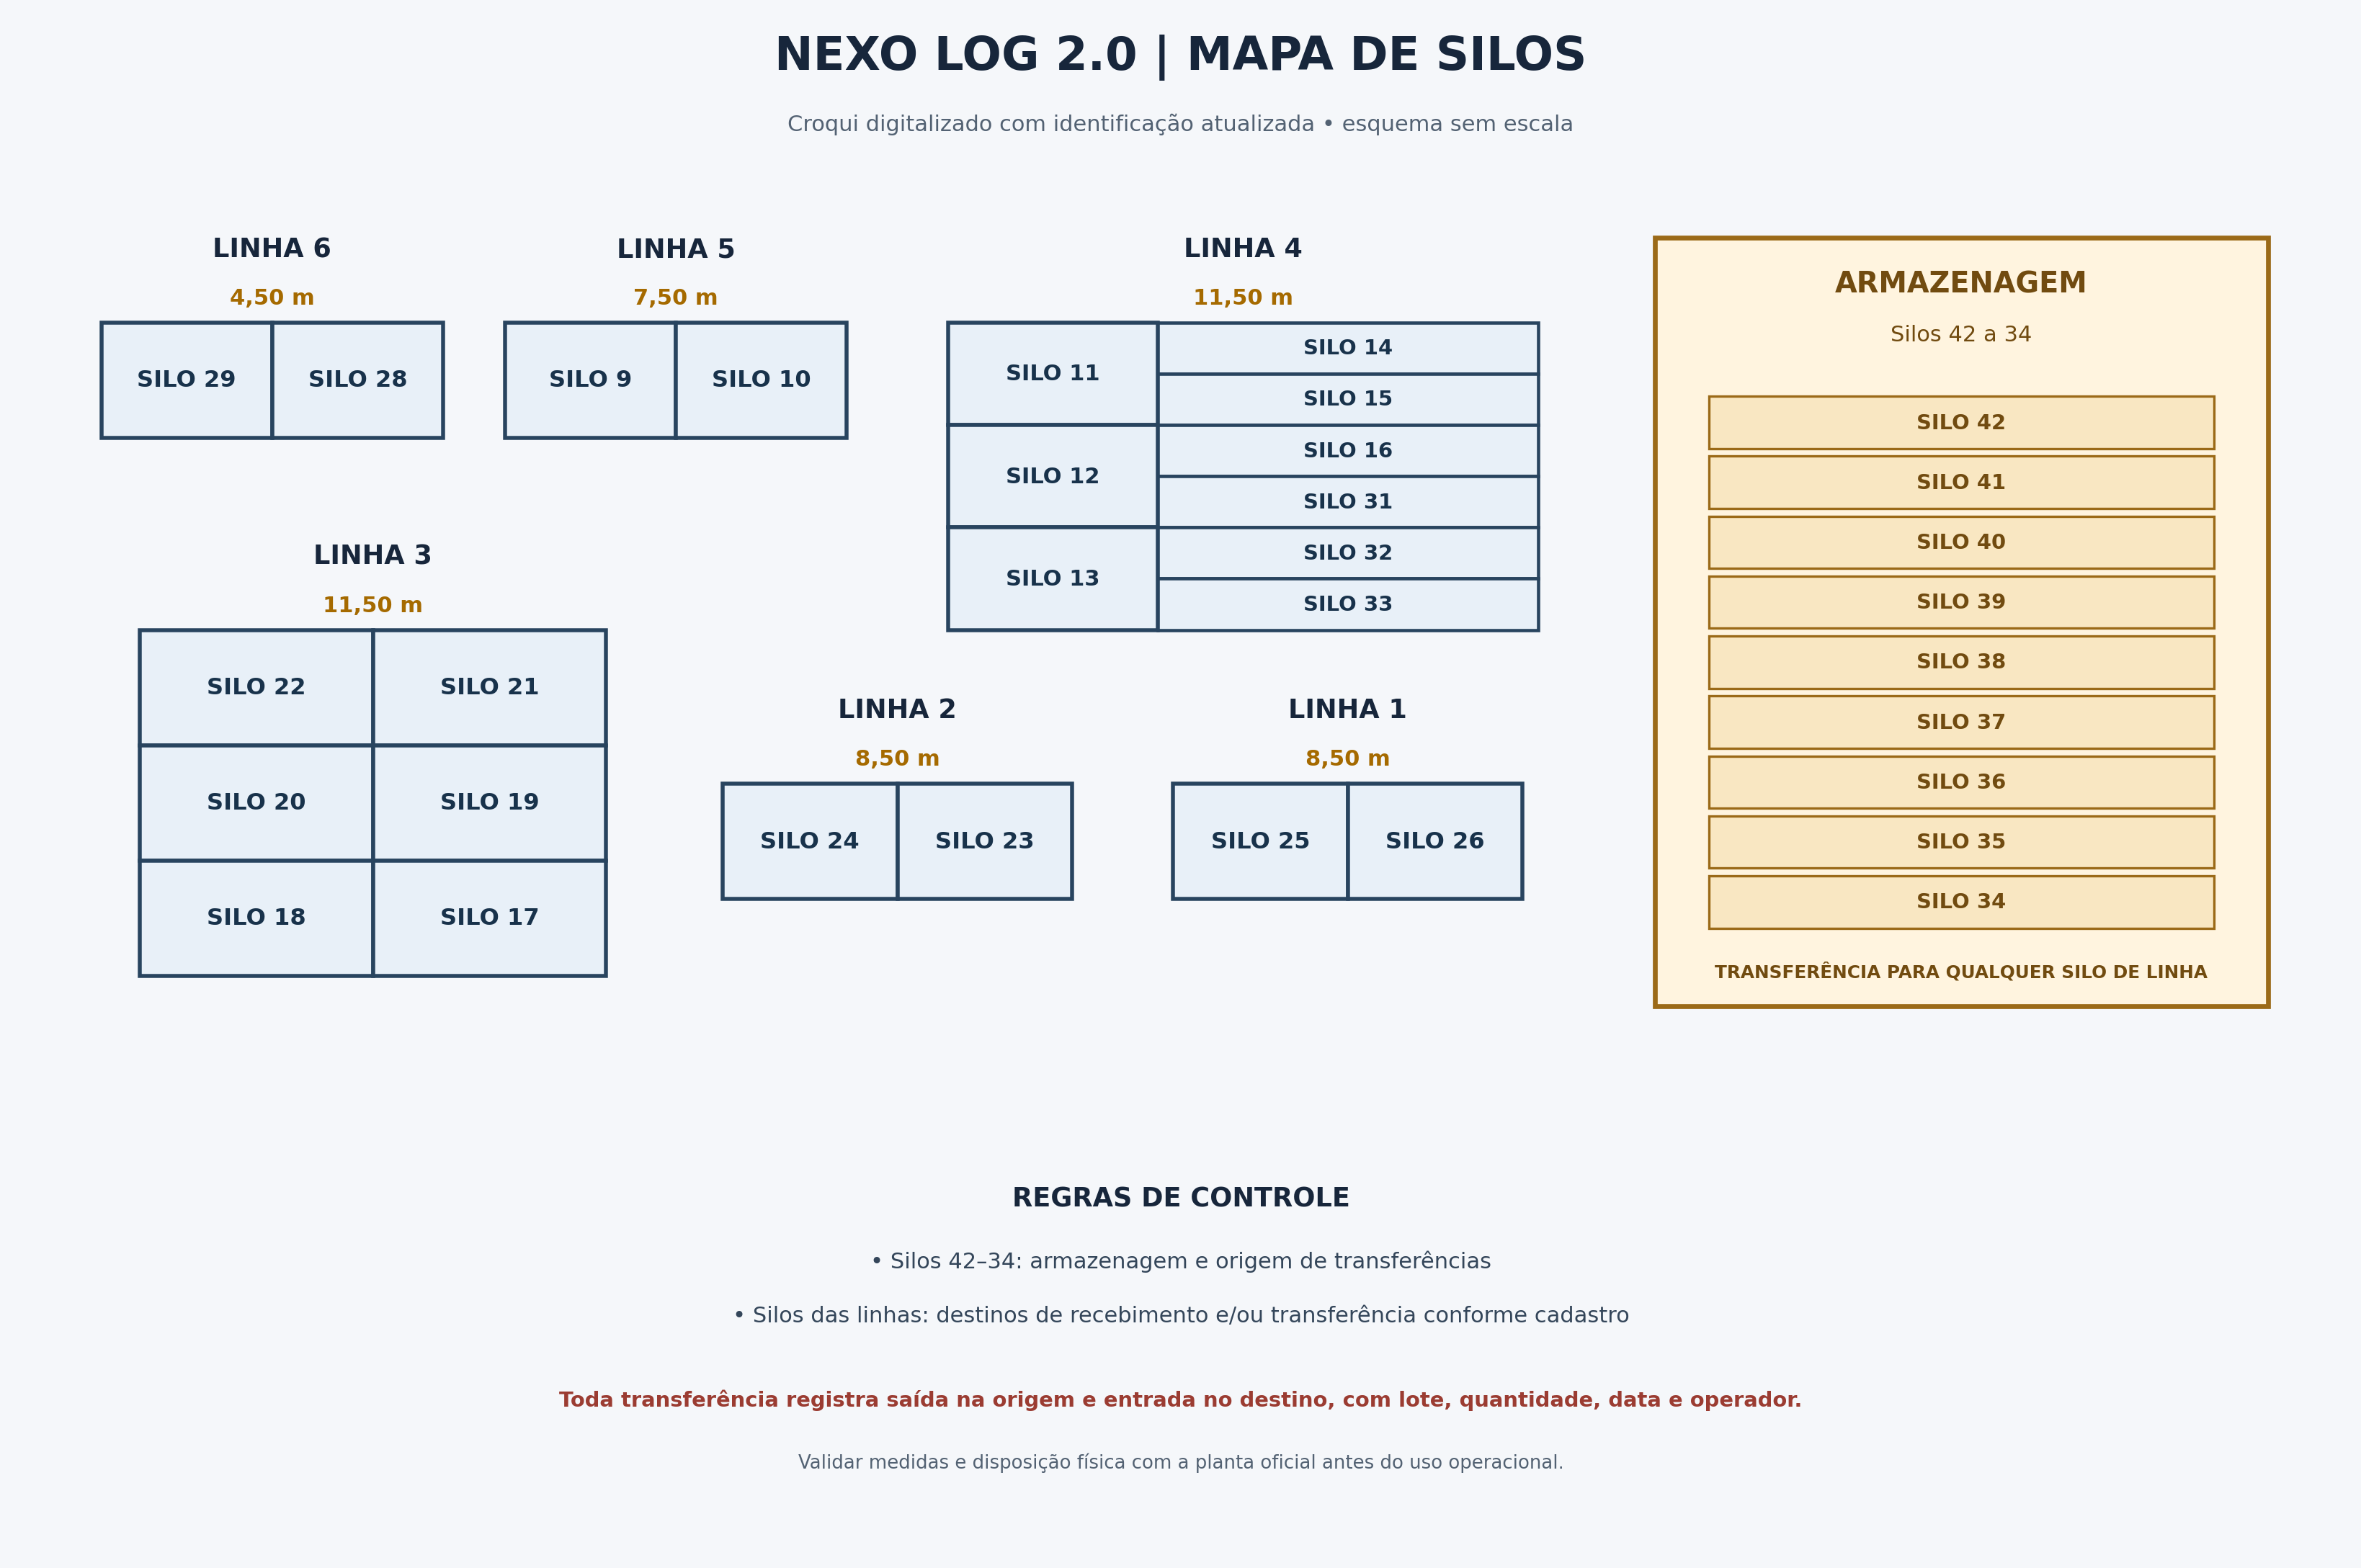 NEXO LOG 2.0 | MAPA DE SILOS
Croqui digitalizado com identificação atualizada • esquema sem escala
LINHA 6
4,50 m
SILO 29
SILO 28
LINHA 5
7,50 m
SILO 9
SILO 10
LINHA 4
11,50 m
SILO 11
SILO 12
SILO 13
SILO 14
SILO 15
SILO 16
SILO 31
SILO 32
SILO 33
LINHA 3
11,50 m
SILO 22
SILO 21
SILO 20
SILO 19
SILO 18
SILO 17
LINHA 2
8,50 m
SILO 24
SILO 23
LINHA 1
8,50 m
SILO 25
SILO 26
ARMAZENAGEM
Silos 42 a 34
SILO 42
SILO 41
SILO 40
SILO 39
SILO 38
SILO 37
SILO 36
SILO 35
SILO 34
TRANSFERÊNCIA PARA QUALQUER SILO DE LINHA
REGRAS DE CONTROLE
• Silos 42–34: armazenagem e origem de transferências
• Silos das linhas: destinos de recebimento e/ou transferência conforme cadastro
Toda transferência registra saída na origem e entrada no destino, com lote, quantidade, data e operador.
Validar medidas e disposição física com a planta oficial antes do uso operacional.